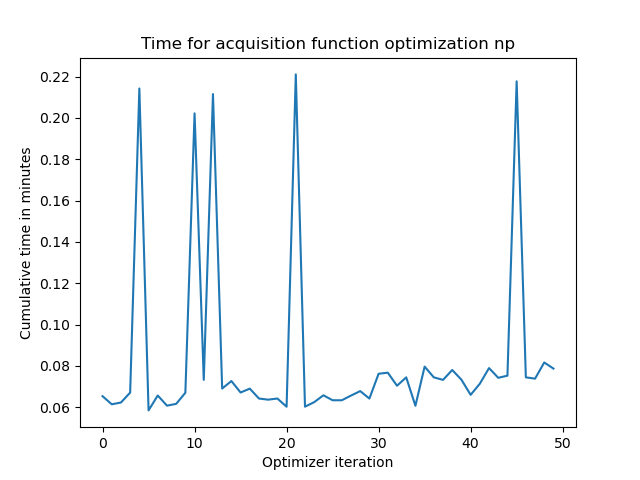 Time for acquisition function optimization np
Cumulative time in minutes
0.22
0.20
0.18
0.16
0.14
0.12
0.10
0.08
0.06
0 10 20 30 40 50
Optimizer iteration